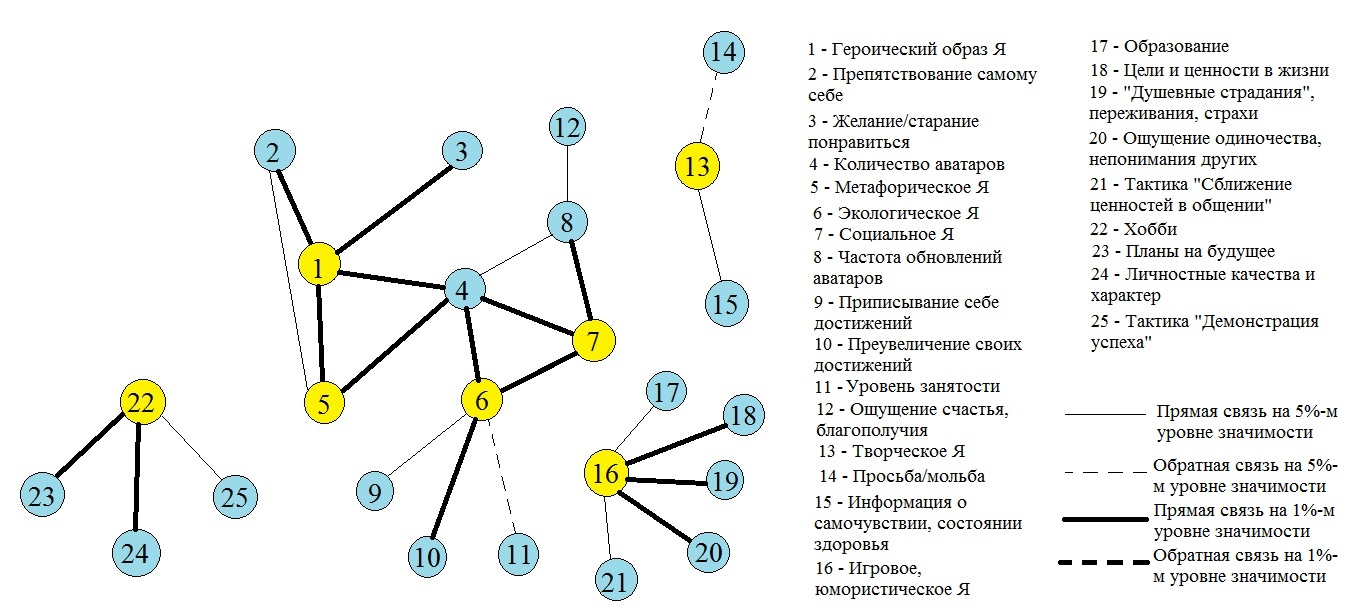 14
12
2
3
13
8
1
4
15
7
22
5
6
17
18
16
19
23
25
9
24
10
11
20
21
1 - Героический образ Я
2 - Препятствование самому
себе
3 - Желание/старание
понравиться
4 - Количество аватаров
5 - Метафорическое Я
6 - Экологическое Я
7 - Социальное Я
8 - Частота обновлений
аватаров
9 - Приписывание себе
достижений
10 - Преувеличение своих
достижений
11 - Уровень занятости
12 - Ощущение счастья,
благополучия
13 - Творческое Я
14 - Просьба/мольба
15 - Информация о
самочувствии, состоянии
здоровья
16 - Игровое,
юмористическое Я
17 - Образование
18 - Цели и ценности в жизни
19 - "Душевные страдания",
переживания, страхи
20 - Ощущение одиночества,
непонимания других
21 - Тактика "Сближение
ценностей в общении"
22 - Хобби
23 - Планы на будущее
24 - Личностные качества и
характер
25 - Тактика "Демонстрация
успеха"
Прямая связь на 5%-м
уровне значимости
Обратная связь на 5%-
м уровне значимости
Прямая связь на 1%-м
уровне значимости
Обратная связь на 1%-
м уровне значимости